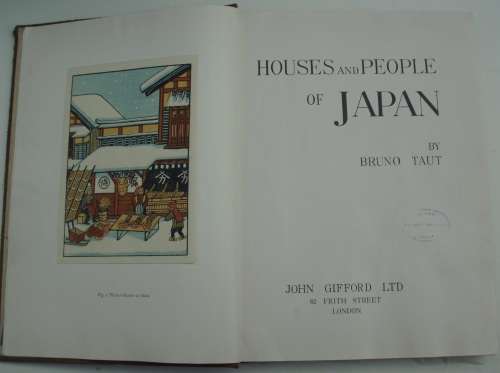 HOUSES AND PEOPLE
OF JAPAN
BY
BRUNO TAUT
JOHN GIFFORD LTD
82 FRITH STREET
LONDON